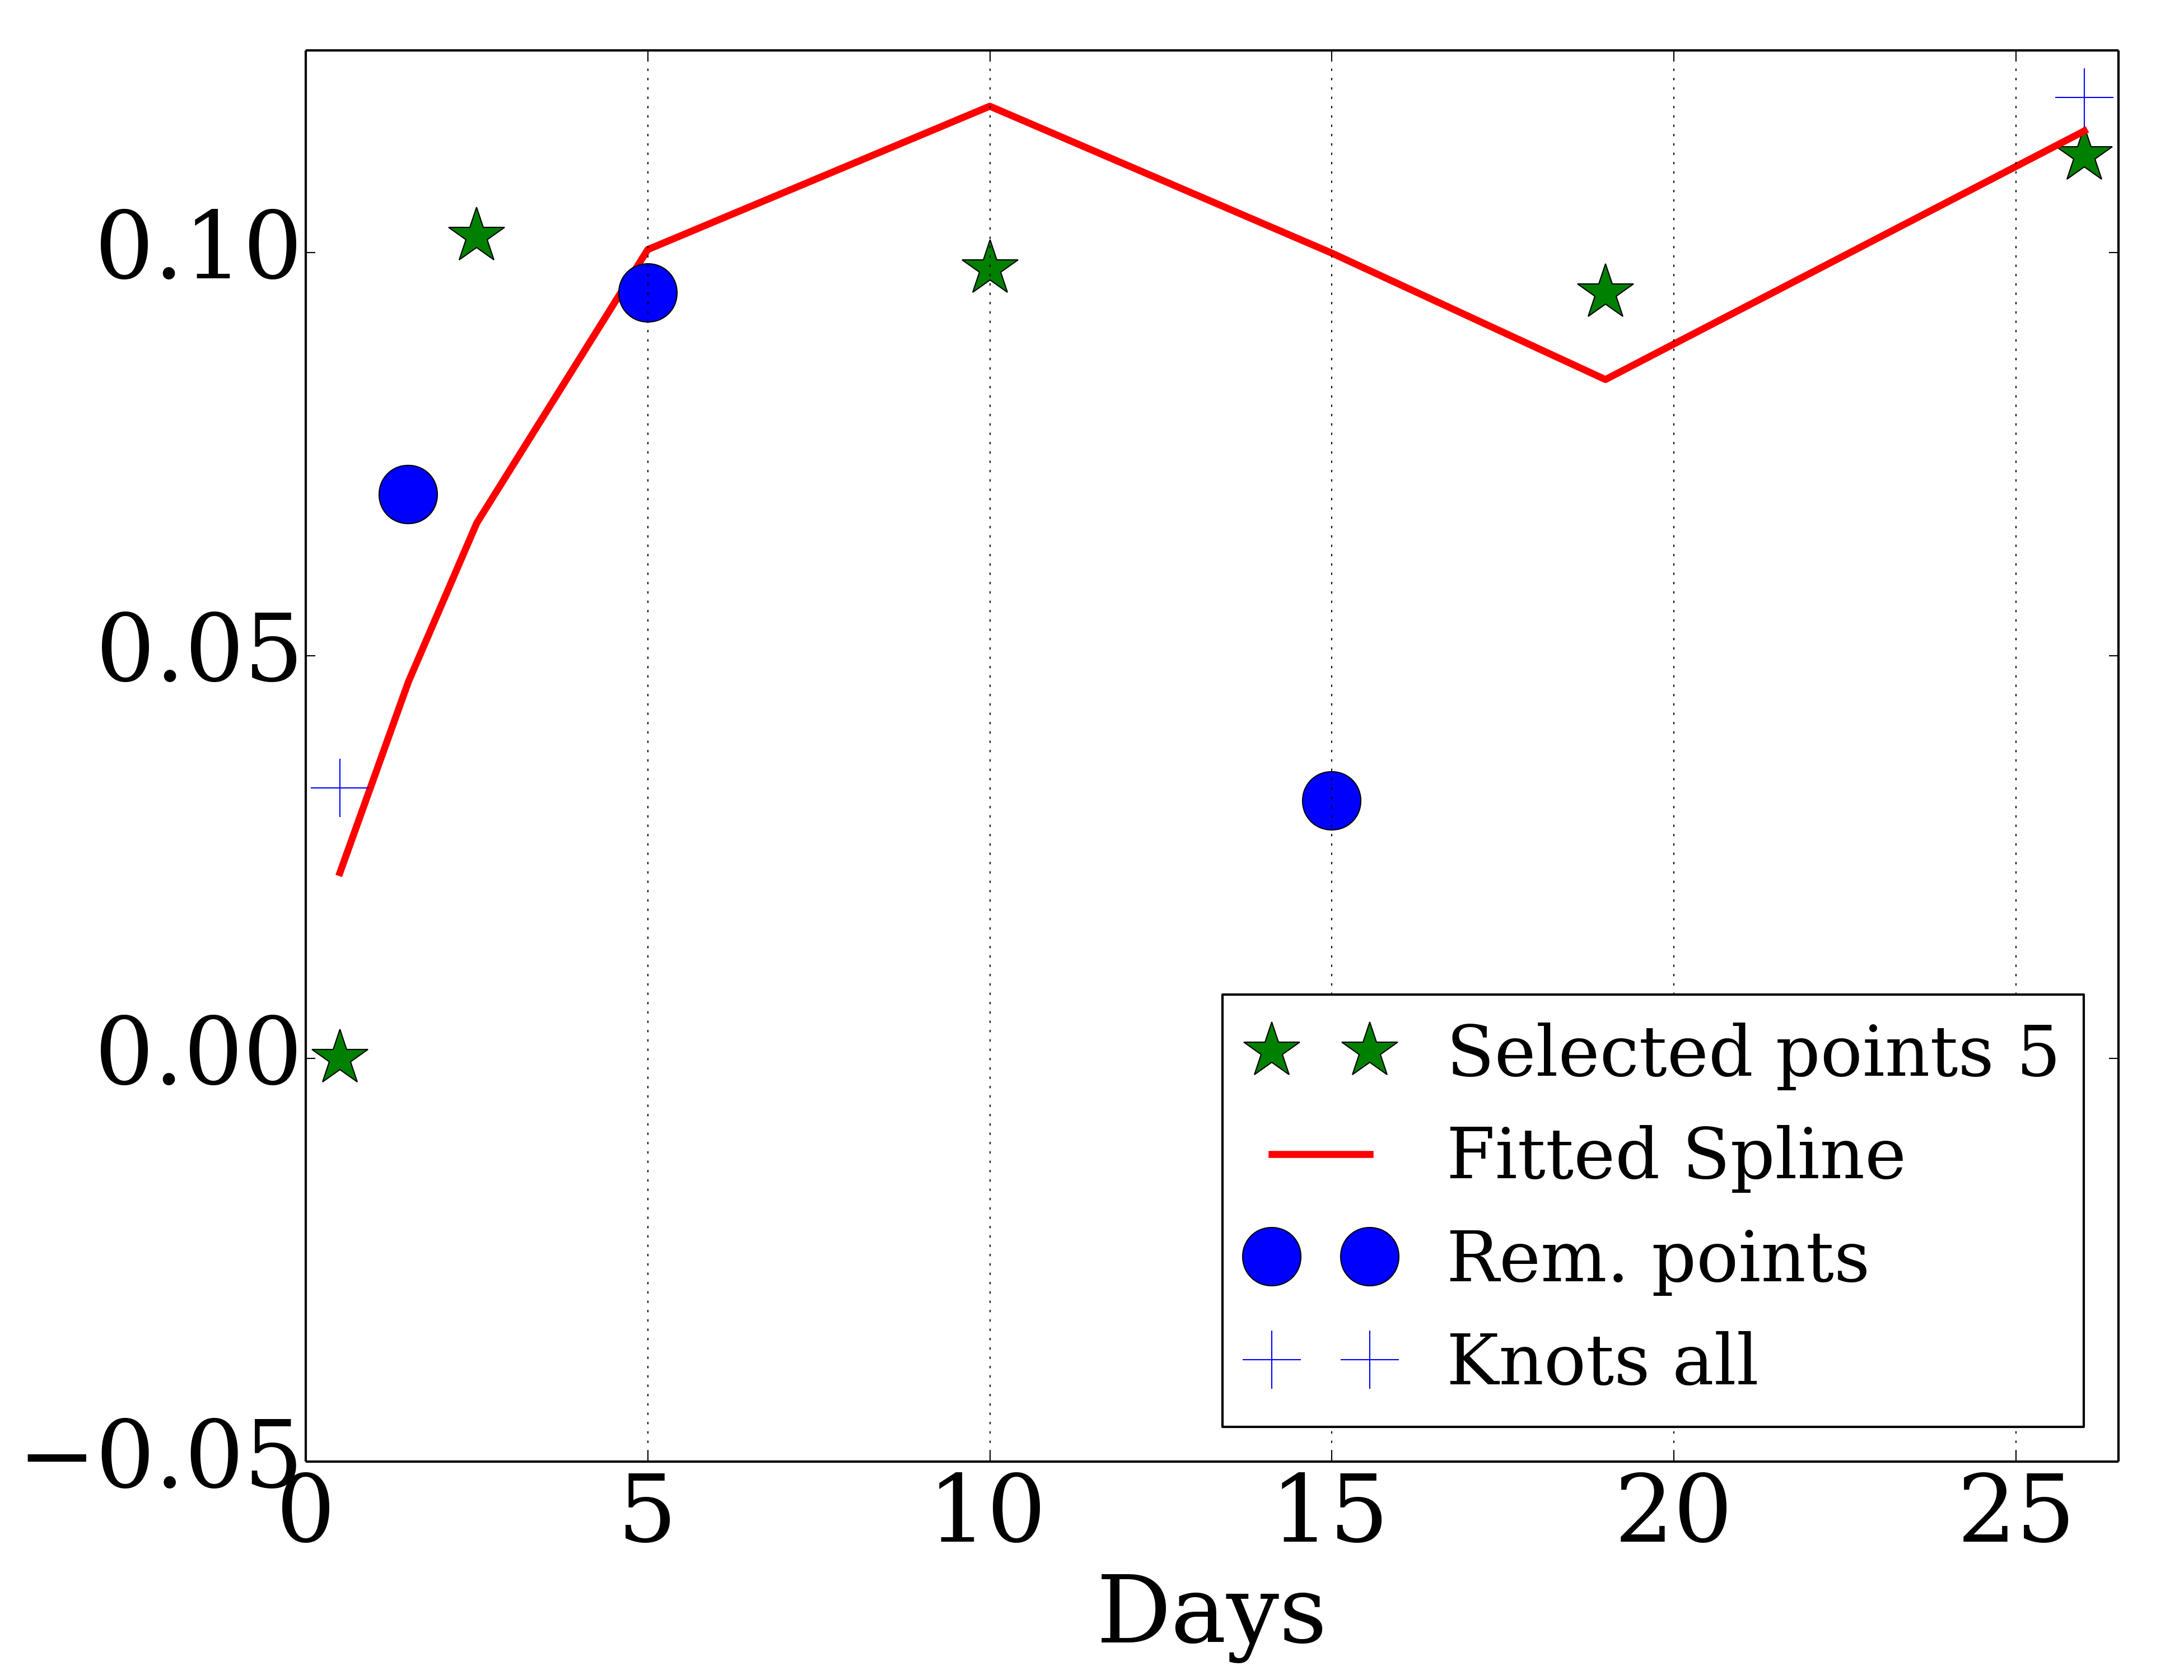 0.10
0.05
0.00
−0.05
0 5 10 15 20 25
Days
Selected points 5
Fitted Spline
Rem. points
Knots all